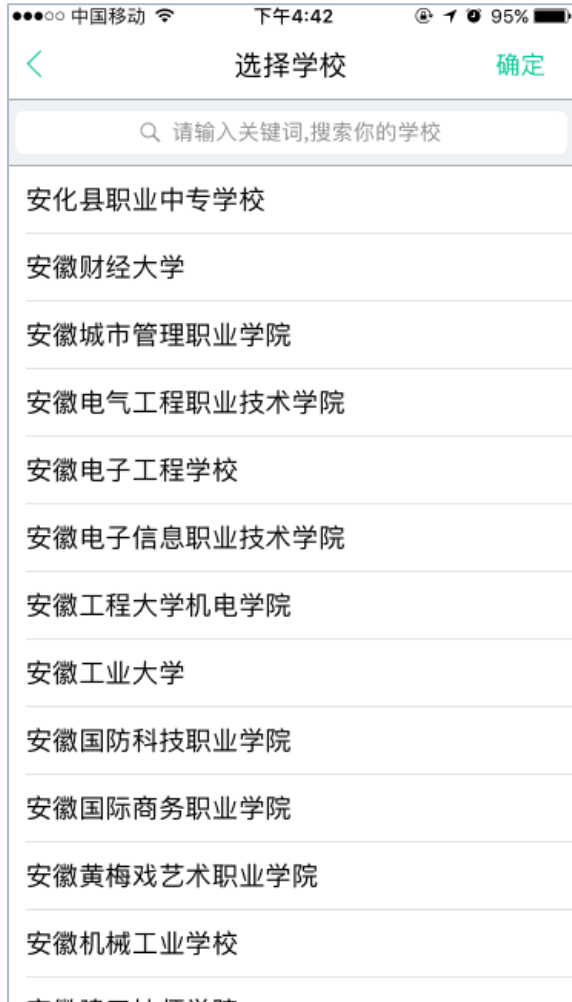 中国移动 下午4:42 95%
选择学校 确定
请输入关键词,搜索你的学校
安化县职业中专学校
安徽财经大学
安徽城市管理职业学院
安徽电气工程职业技术学院
安徽电子工程学校
安徽电子信息职业技术学院
安徽工程大学机电学院
安徽工业大学
安徽国防科技职业学院
安徽国际商务职业学院
安徽黄梅戏艺术职业学院
安徽机械工业学校